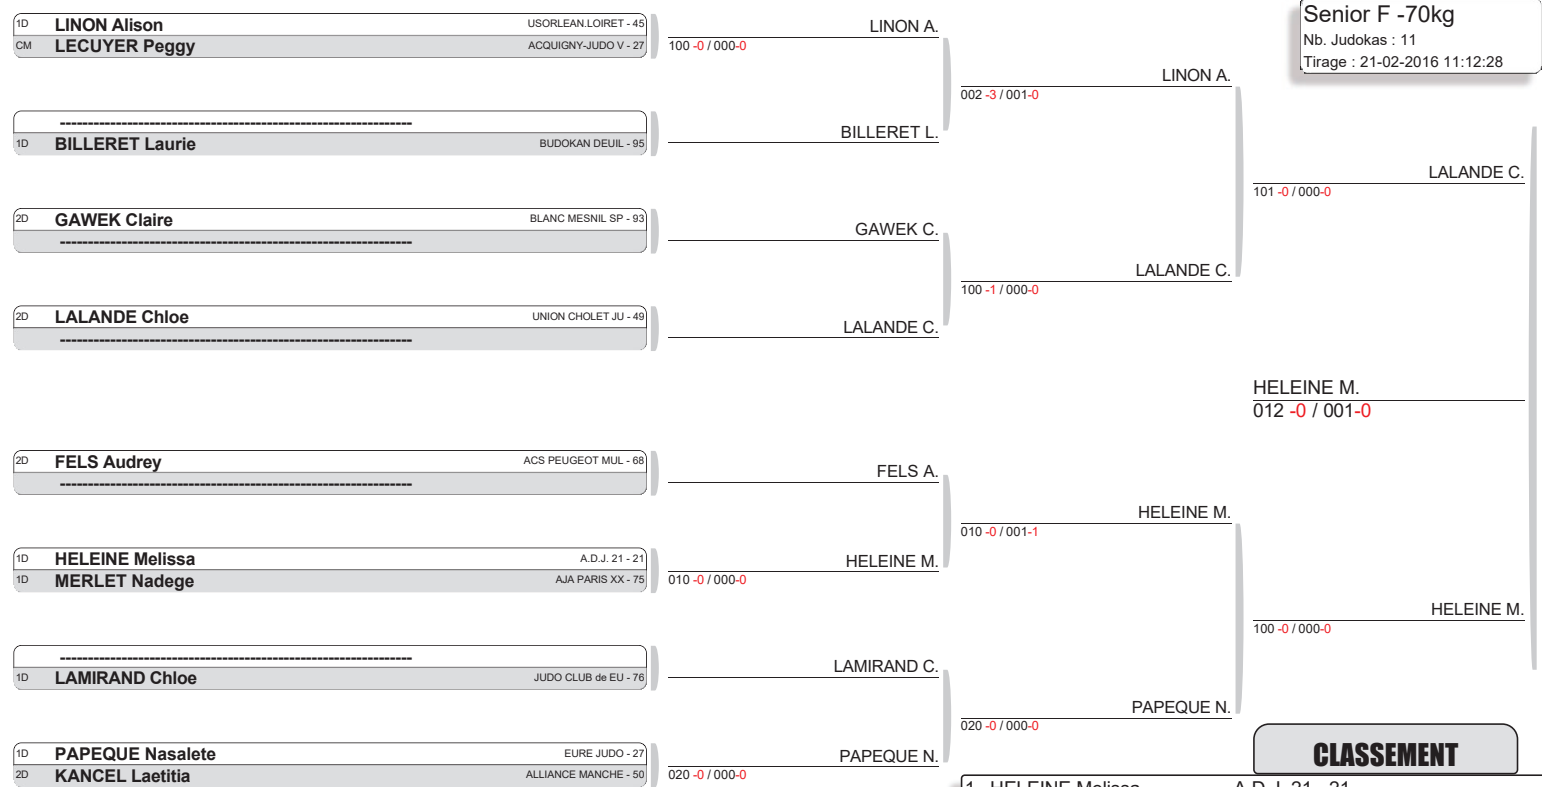 Senior F -70kg
Nb. Judokas : 11
Tirage : 21-02-2016 11:12:28
1D LINON Alison USORLEAN.LOIRET - 45
CM LECUYER Peggy ACQUIGNY-JUDO V - 27
----------------------------------------------------------------
1D BILLERET Laurie BUDOKAN DEUIL - 95
2D GAWEK Claire BLANC MESNIL SP - 93
----------------------------------------------------------------
2D LALANDE Chloe UNION CHOLET JU - 49
----------------------------------------------------------------
2D FELS Audrey ACS PEUGEOT MUL - 68
----------------------------------------------------------------
1D HELEINE Melissa A.D.J. 21 - 21
1D MERLET Nadege AJA PARIS XX - 75
----------------------------------------------------------------
1D LAMIRAND Chloe JUDO CLUB de EU - 76
1D PAPEQUE Nasalete EURE JUDO - 27
2D KANCEL Laetitia ALLIANCE MANCHE - 50
LINON A.
100 -0 / 000-0
BILLERET L.
GAWEK C.
LALANDE C.
FELS A.
HELEINE M.
010 -0 / 000-0
LAMIRAND C.
PAPEQUE N.
020 -0 / 000-0
LINON A.
002 -3 / 001-0
LALANDE C.
100 -1 / 000-0
HELEINE M.
010 -0 / 001-1
PAPEQUE N.
020 -0 / 000-0
LALANDE C.
101 -0 / 000-0
HELEINE M.
012 -0 / 001-0
HELEINE M.
100 -0 / 000-0
CLASSEMENT
1 HELEINE Melissa A.D.J. 21 - 21